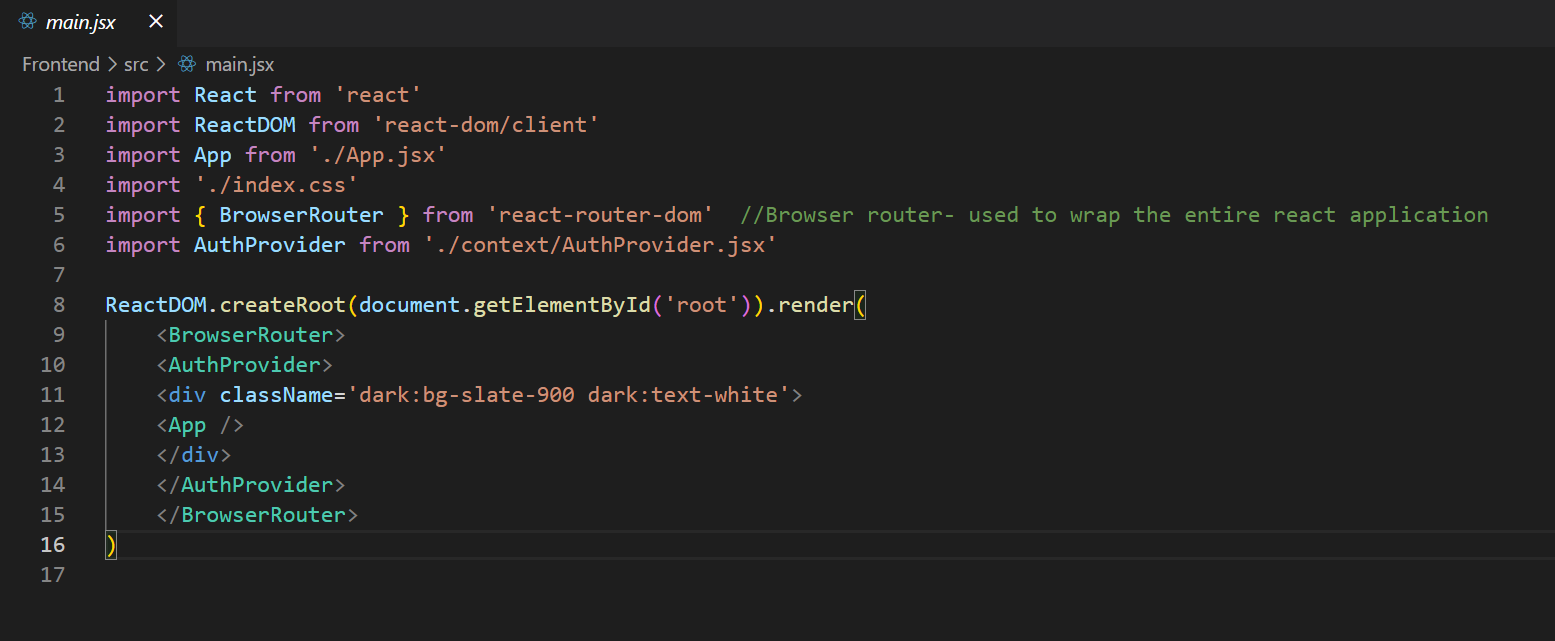 main.jsx ×
Frontend > src > main.jsx
1 import React from 'react'
2 import ReactDOM from 'react-dom/client'
3 import App from './App.jsx'
4 import './index.css'
5 import { BrowserRouter } from 'react-router-dom'  //Browser router- used to wrap the entire react application
6 import AuthProvider from './context/AuthProvider.jsx'
7
8 ReactDOM.createRoot(document.getElementById('root')).render(
9     <BrowserRouter>
10     <AuthProvider>
11     <div className='dark:bg-slate-900 dark:text-white'>
12     <App />
13     </div>
14     </AuthProvider>
15     </BrowserRouter>
16 )
17